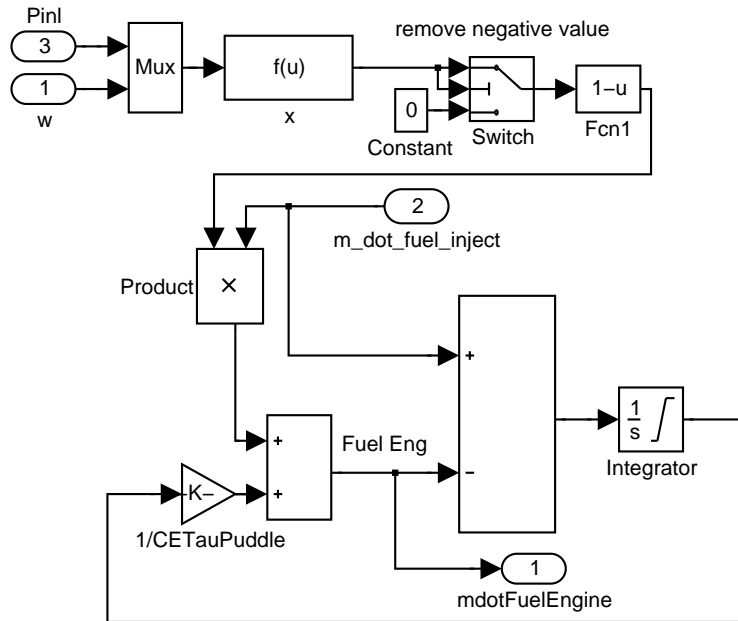 PinI
3
Mux
1
w
f(u)
x
remove negative value
0
Constant
Switch
1−u
Fcn1
2
m_dot_fuel_inject
Product
×
+
−
1
s
Integrator
Fuel Eng
+
+
-K-
1/CETauPuddle
1
mdotFuelEngine